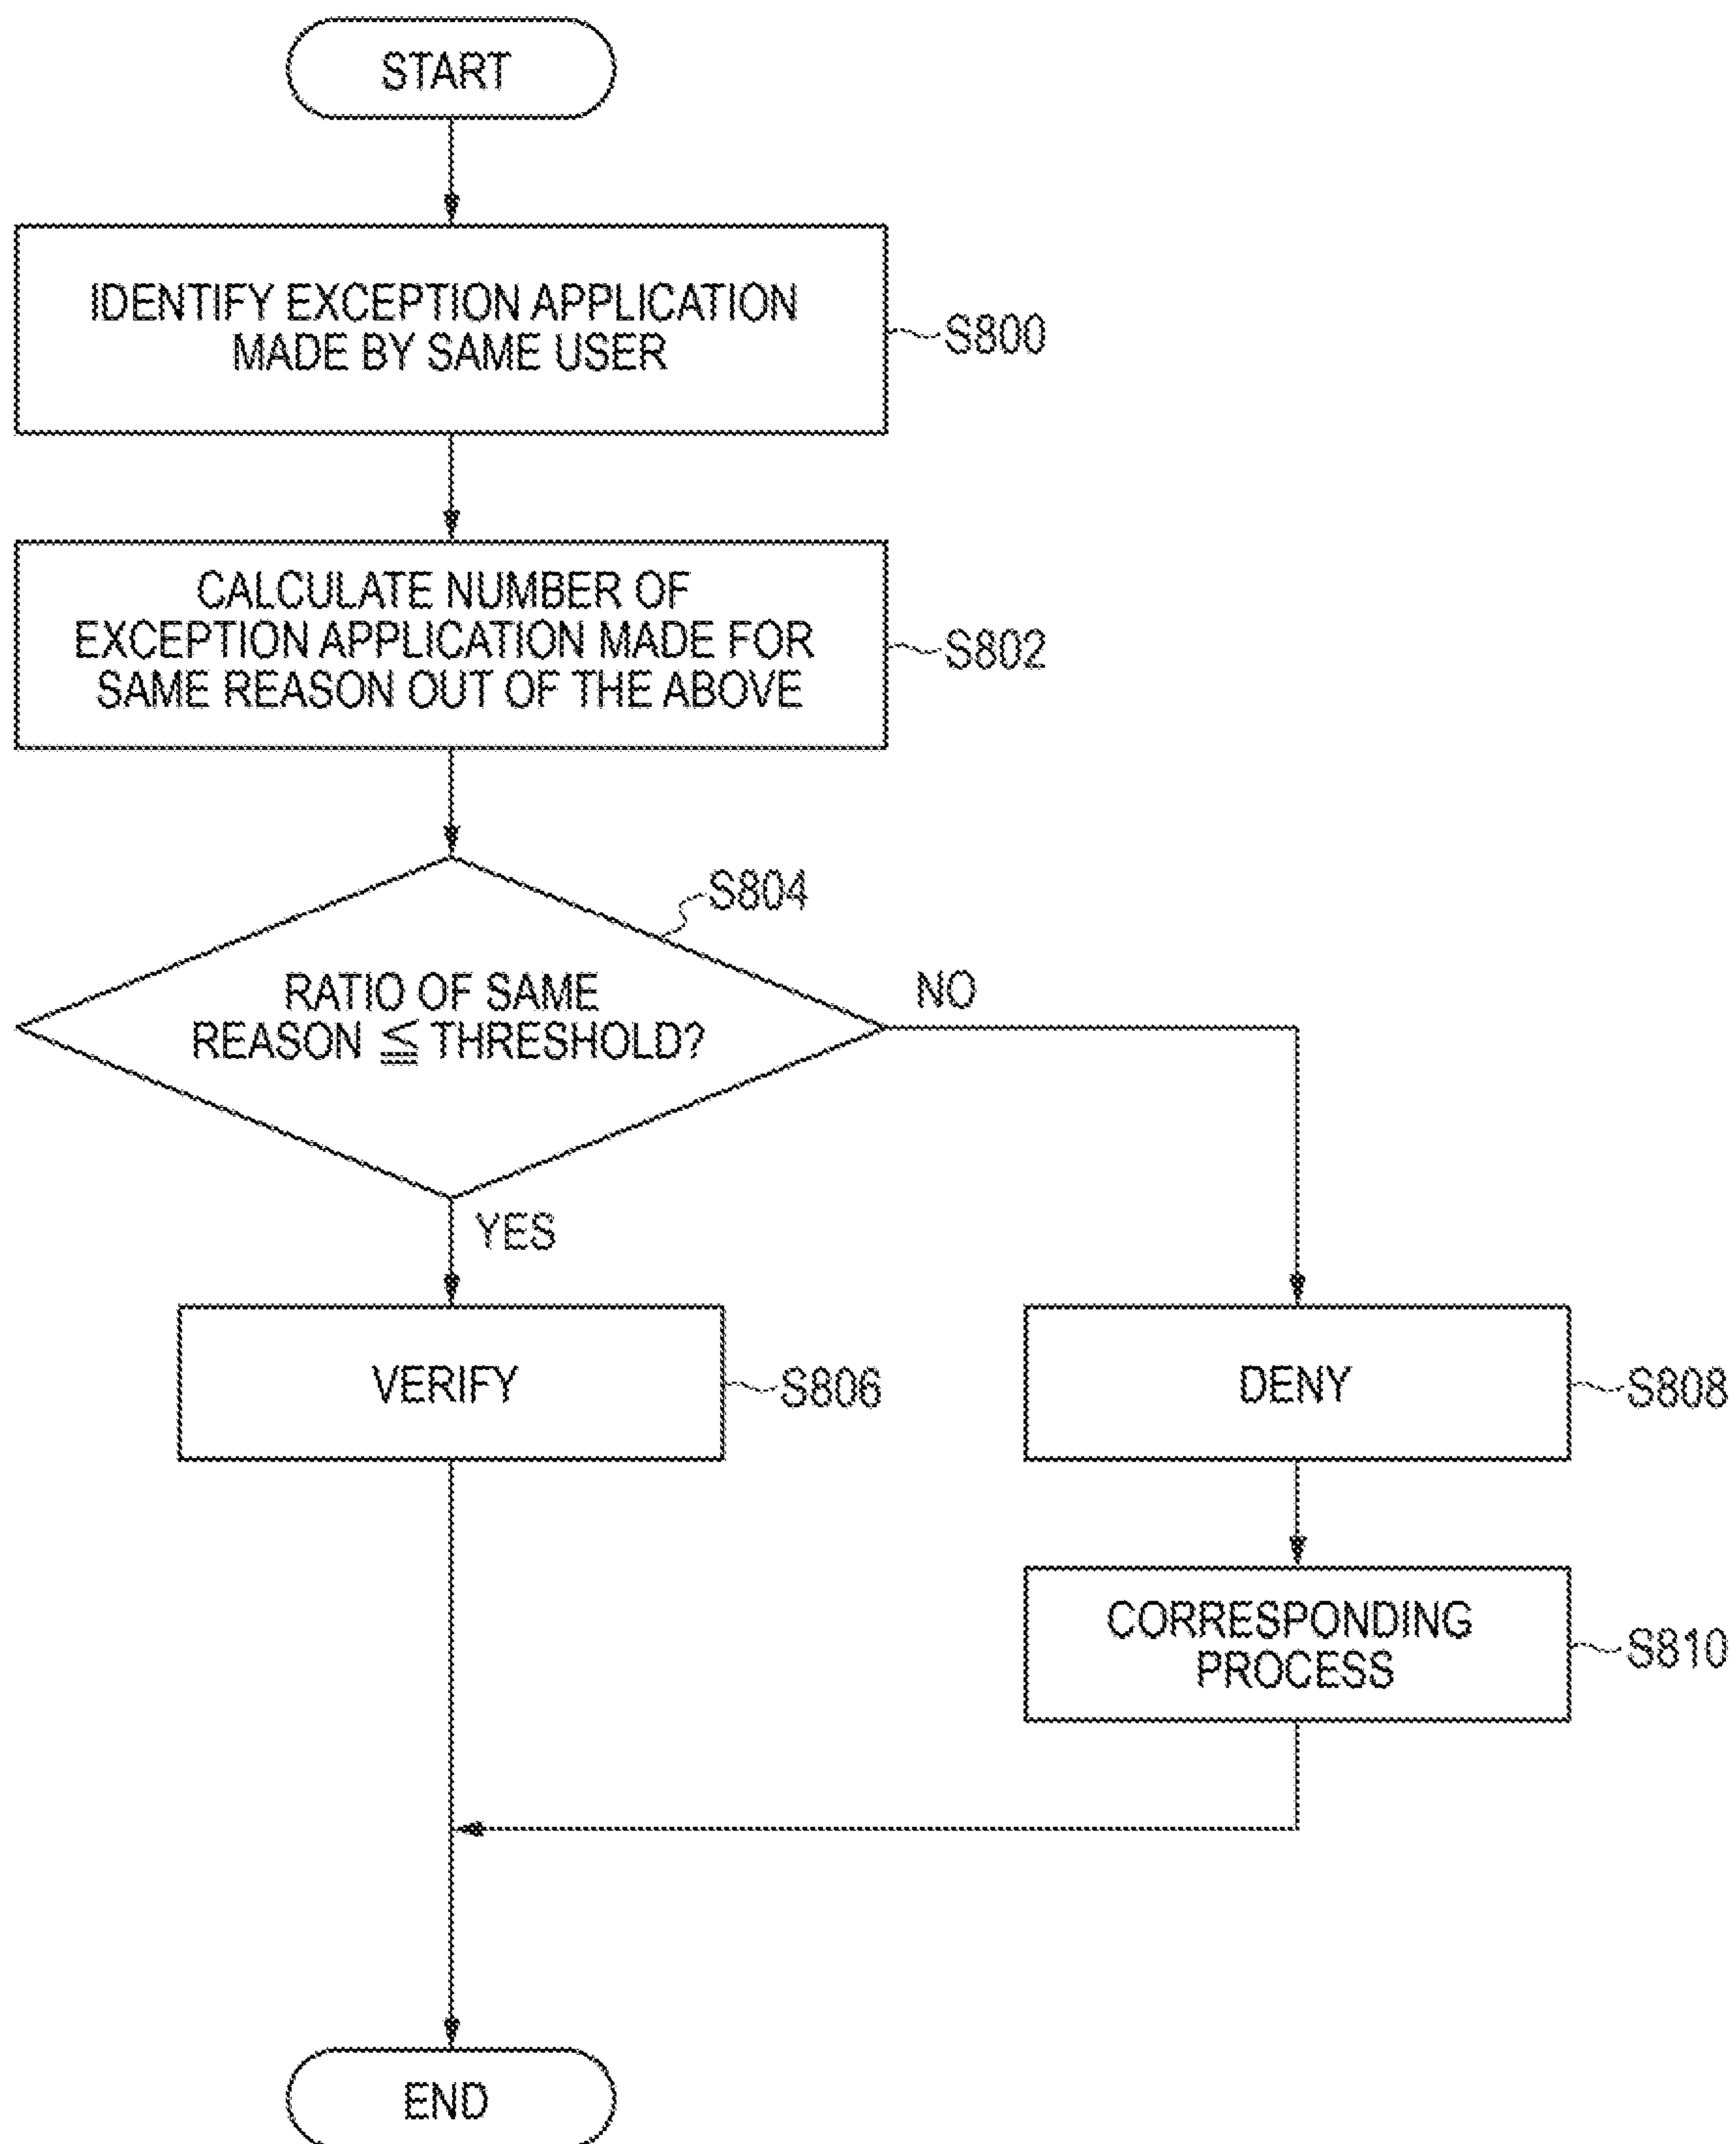 START
IDENTIFY EXCEPTION APPLICATION
MADE BY SAME USER
S800
CALCULATE NUMBER OF
EXCEPTION APPLICATION MADE FOR
SAME REASON OUT OF THE ABOVE
S802
S804
RATIO OF SAME
REASON ≦ THRESHOLD?
NO
YES
VERIFY
S806
DENY
S808
CORRESPONDING
PROCESS
S810
END